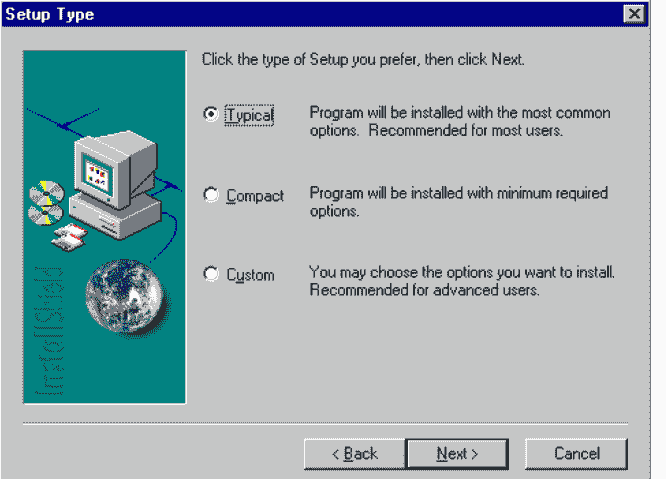 Setup Type
Click the type of Setup you prefer, then click Next.
Typical
Program will be installed with the most common
options. Recommended for most users.
Compact
Program will be installed with minimum required
options.
Custom
You may choose the options you want to install.
Recommended for advanced users.
InstallShield
< Back
Next >
Cancel